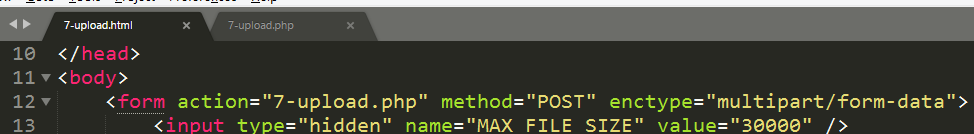 7-upload.html × 7-upload.php ×
10 </head>
11 <body>
12 <form action="7-upload.php" method="POST" enctype="multipart/form-data">
13 <input type="hidden" name="MAX_FILE_SIZE" value="30000" />